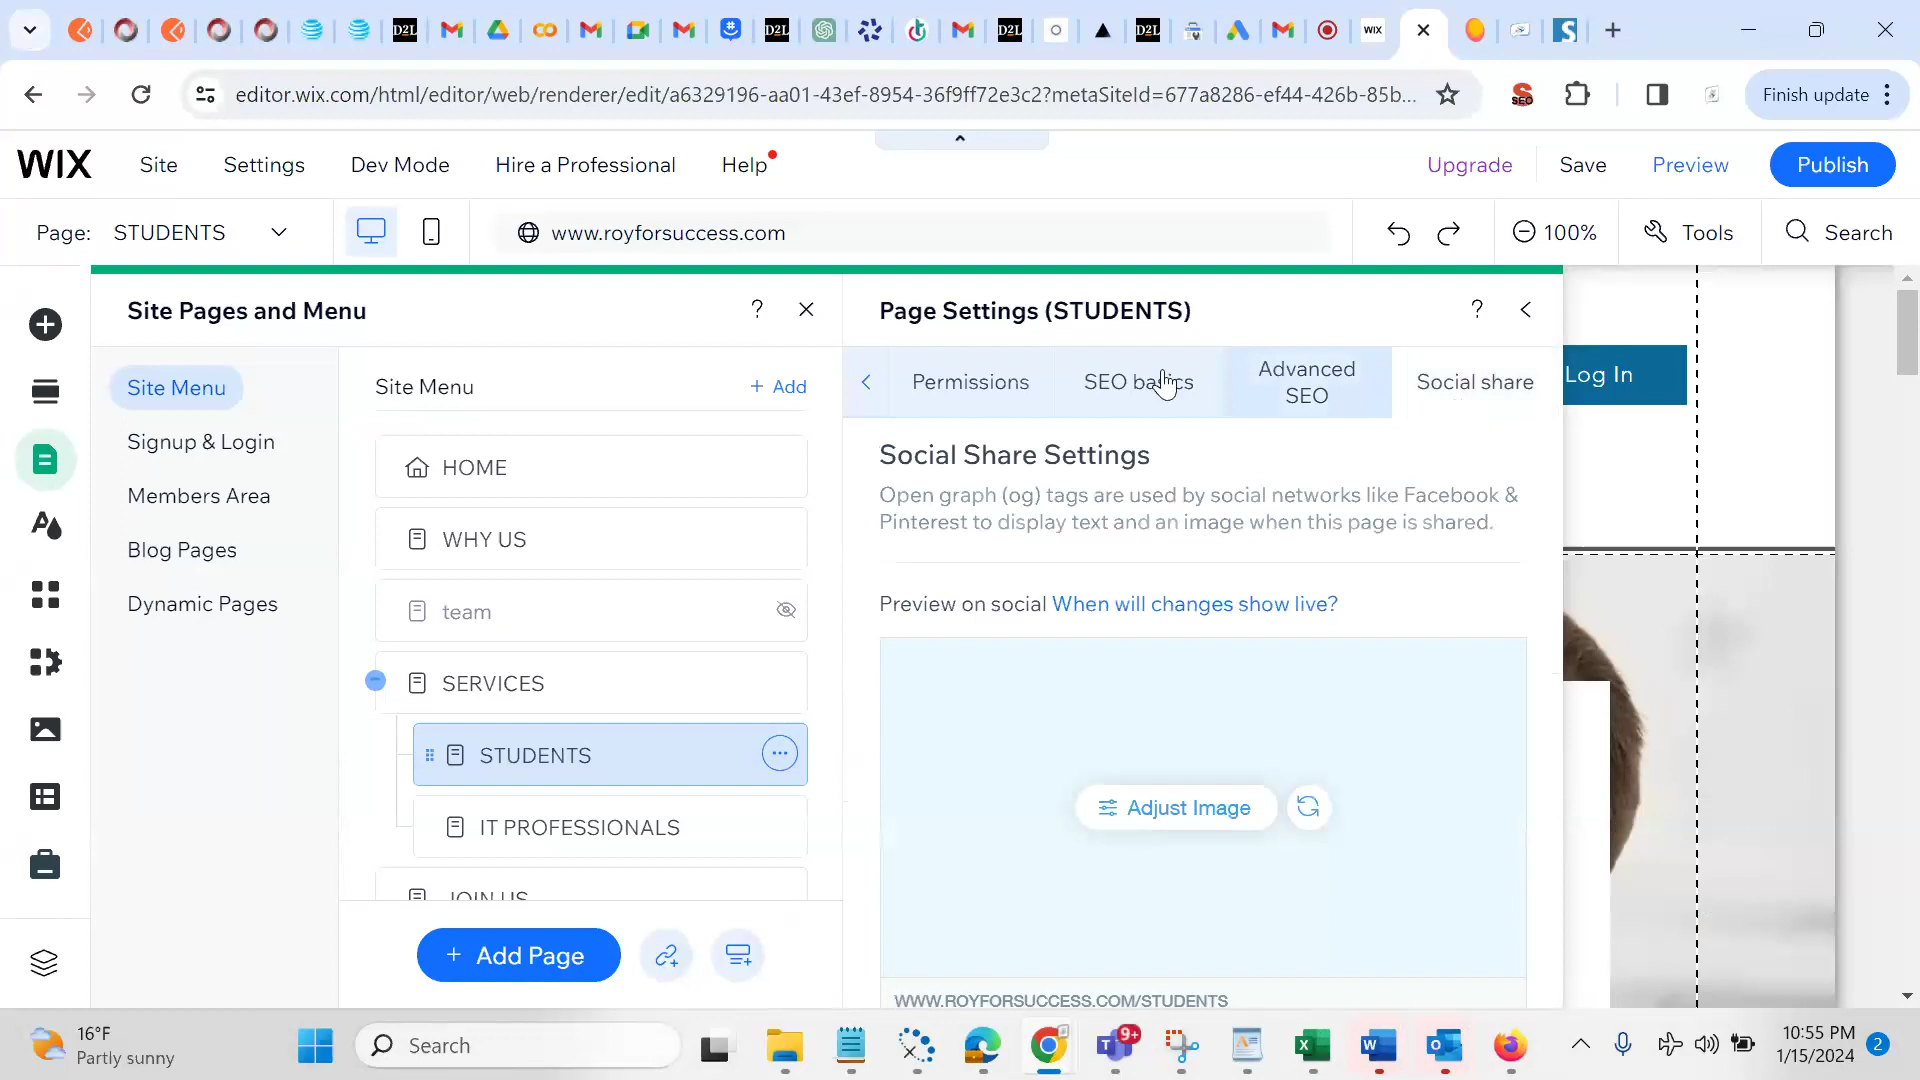 D2L
D2L
D2L
D2L
WIX
editor.wix.com/html/editor/web/renderer/edit/a6329196-aa01-43ef-8954-36f9ff72e3c2?metaSiteId=677a8286-ef44-426b-85b...
SEO
Finish update
WIX
Site
Settings
Dev Mode
Hire a Professional
Help
Upgrade
Save
Preview
Publish
Page: STUDENTS
www.royforsuccess.com
100%
Tools
Search
Site Pages and Menu
?
Page Settings (STUDENTS)
?
Site Menu
Signup & Login
Members Area
Blog Pages
Dynamic Pages
Site Menu
+ Add
HOME
WHY US
team
SERVICES
STUDENTS
IT PROFESSIONALS
JOIN US
+ Add Page
Permissions
SEO basics
Advanced
SEO
Social share
Log In
Social Share Settings
Open graph (og) tags are used by social networks like Facebook &
Pinterest to display text and an image when this page is shared.
Preview on social When will changes show live?
Adjust Image
WWW.ROYFORSUCCESS.COM/STUDENTS
16°F
Partly sunny
Search
9+
10:55 PM
1/15/2024
2